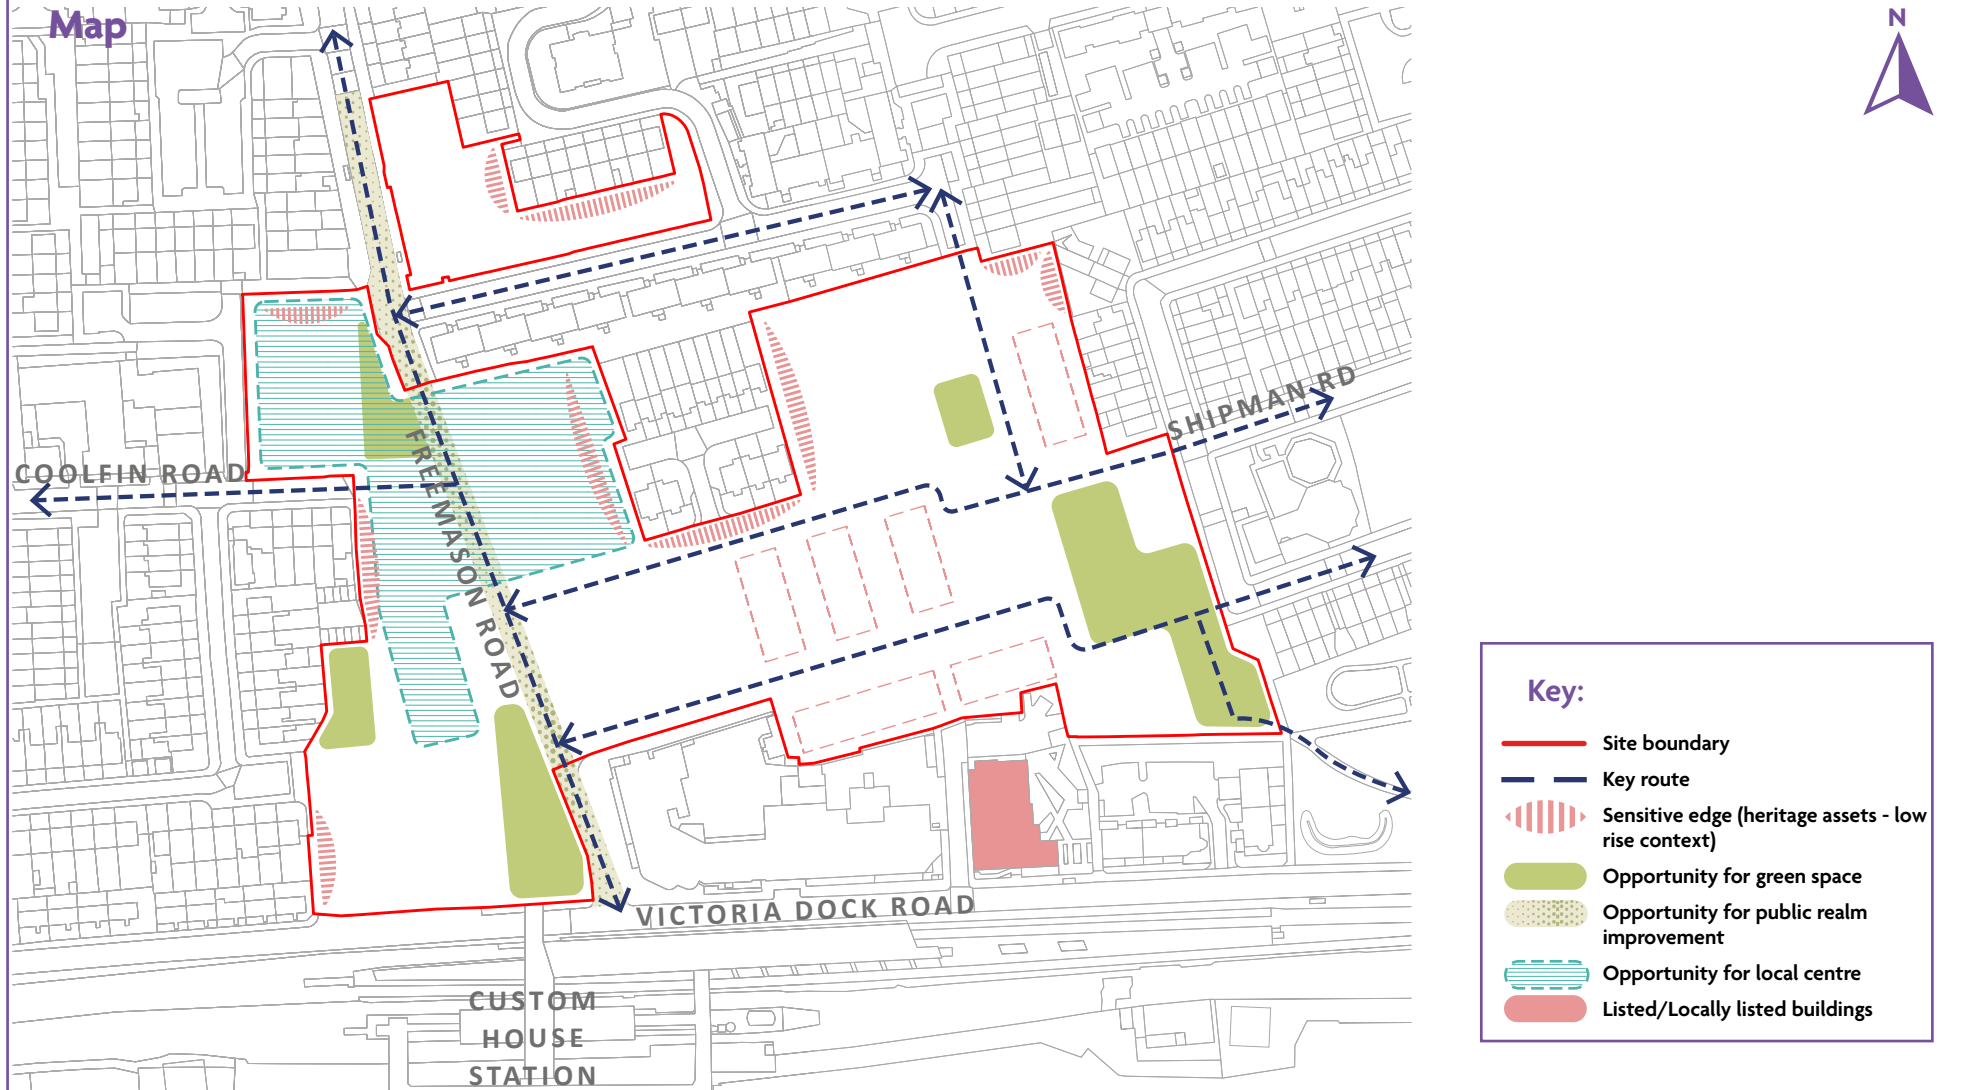 Map
N
SHIPMAN RD
COOLFIN ROAD
FREEMASON ROAD
VICTORIA DOCK ROAD
CUSTOM
HOUSE
STATION
Key:
Site boundary
Key route
Sensitive edge (heritage assets - low
rise context)
Opportunity for green space
Opportunity for public realm
improvement
Opportunity for local centre
Listed/Locally listed buildings